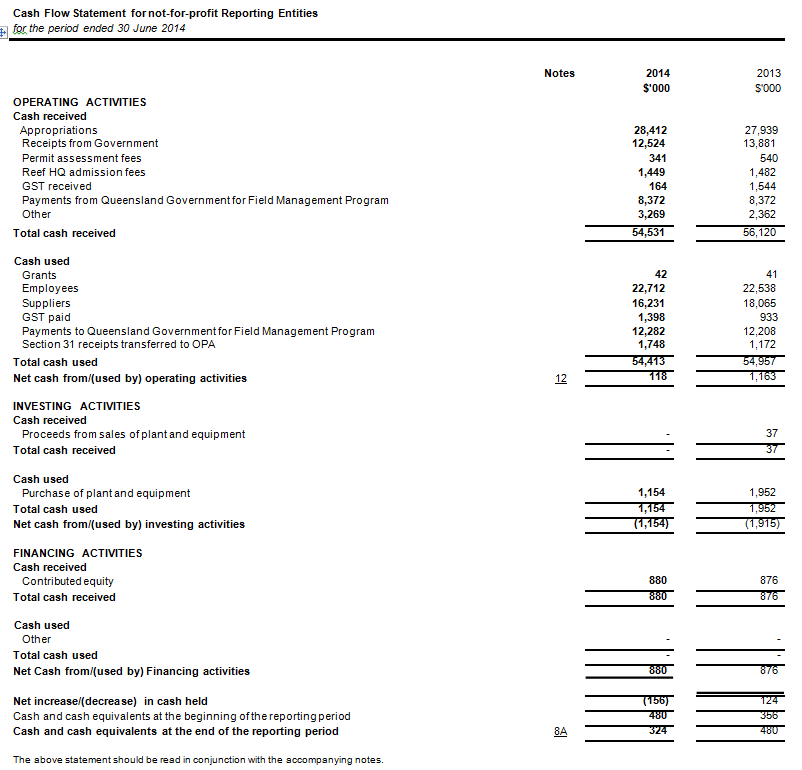 Cash Flow Statement for not-for-profit Reporting Entities
for the period ended 30 June 2014
Notes 2014 2013
$'000 $'000
OPERATING ACTIVITIES
Cash received
Appropriations 28,412 27,939
Receipts from Government 12,524 13,881
Permit assessment fees 341 540
Reef HQ admission fees 1,449 1,482
GST received 164 1,544
Payments from Queensland Government for Field Management Program 8,372 8,372
Other 3,269 2,362
Total cash received 54,531 56,120
Cash used
Grants 42 41
Employees 22,712 22,538
Suppliers 16,231 18,065
GST paid 1,398 933
Payments to Queensland Government for Field Management Program 12,282 12,208
Section 31 receipts transferred to OPA 1,748 1,172
Total cash used 54,413 54,957
Net cash from/(used by) operating activities 12 118 1,163
INVESTING ACTIVITIES
Cash received
Proceeds from sales of plant and equipment - 37
Total cash received - 37
Cash used
Purchase of plant and equipment 1,154 1,952
Total cash used 1,154 1,952
Net cash from/(used by) investing activities (1,154) (1,915)
FINANCING ACTIVITIES
Cash received
Contributed equity 880 876
Total cash received 880 876
Cash used
Other - -
Total cash used - -
Net Cash from/(used by) Financing activities 880 876
Net increase/(decrease) in cash held (156) 124
Cash and cash equivalents at the beginning of the reporting period 480 356
Cash and cash equivalents at the end of the reporting period 8A 324 480
The above statement should be read in conjunction with the accompanying notes.